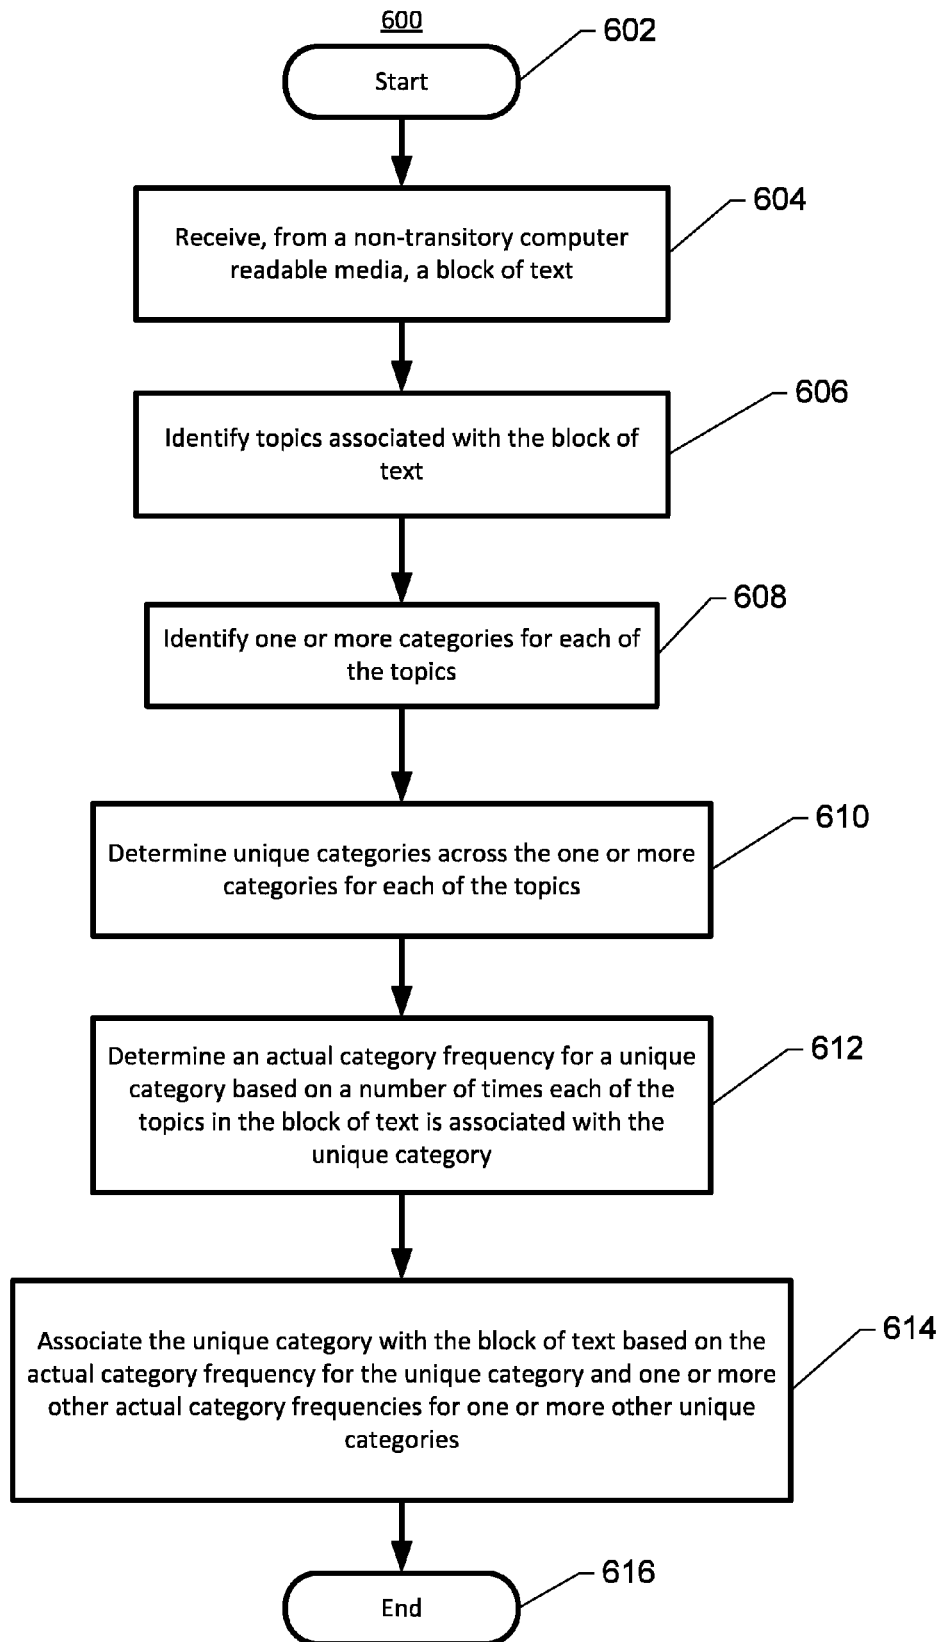 600
602
Start
604
Receive, from a non-transitory computer
readable media, a block of text
606
Identify topics associated with the block of
text
608
Identify one or more categories for each of
the topics
610
Determine unique categories across the one or more
categories for each of the topics
612
Determine an actual category frequency for a unique
category based on a number of times each of the
topics in the block of text is associated with the
unique category
614
Associate the unique category with the block of text based on the
actual category frequency for the unique category and one or more
other actual category frequencies for one or more other unique
categories
616
End